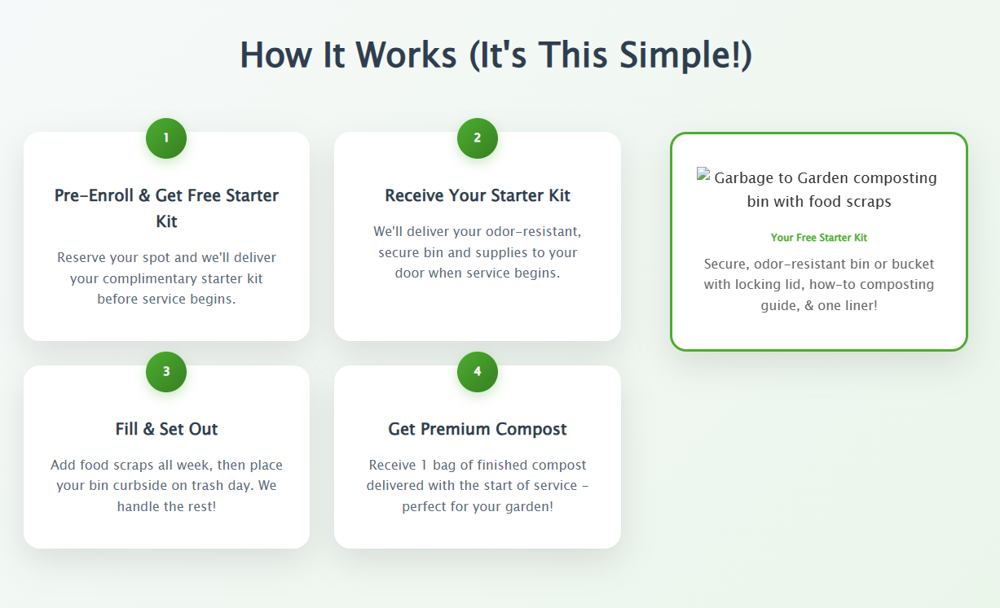 How It Works (It's This Simple!)
1
Pre-Enroll & Get Free Starter
Kit
Reserve your spot and we'll deliver
your complimentary starter kit
before service begins.
2
Receive Your Starter Kit
We'll deliver your odor-resistant,
secure bin and supplies to your
door when service begins.
3
Fill & Set Out
Add food scraps all week, then place
your bin curbside on trash day. We
handle the rest!
4
Get Premium Compost
Receive 1 bag of finished compost
delivered with the start of service -
perfect for your garden!
Garbage to Garden composting
bin with food scraps
Your Free Starter Kit
Secure, odor-resistant bin or bucket
with locking lid, how-to composting
guide, & one liner!